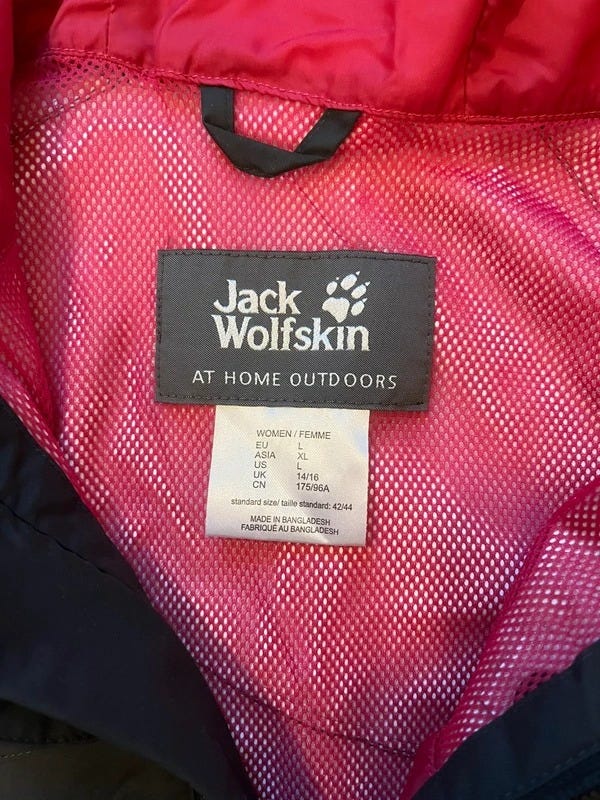 Jack
Wolfskin
AT HOME OUTDOORS
WOMEN / FEMME
EU L
ASIA XL
US L
UK 14/16
CN 175/96A
standard size/ taille standard: 42/44
MADE IN BANGLADESH
FABRIQUÉ AU BANGLADESH